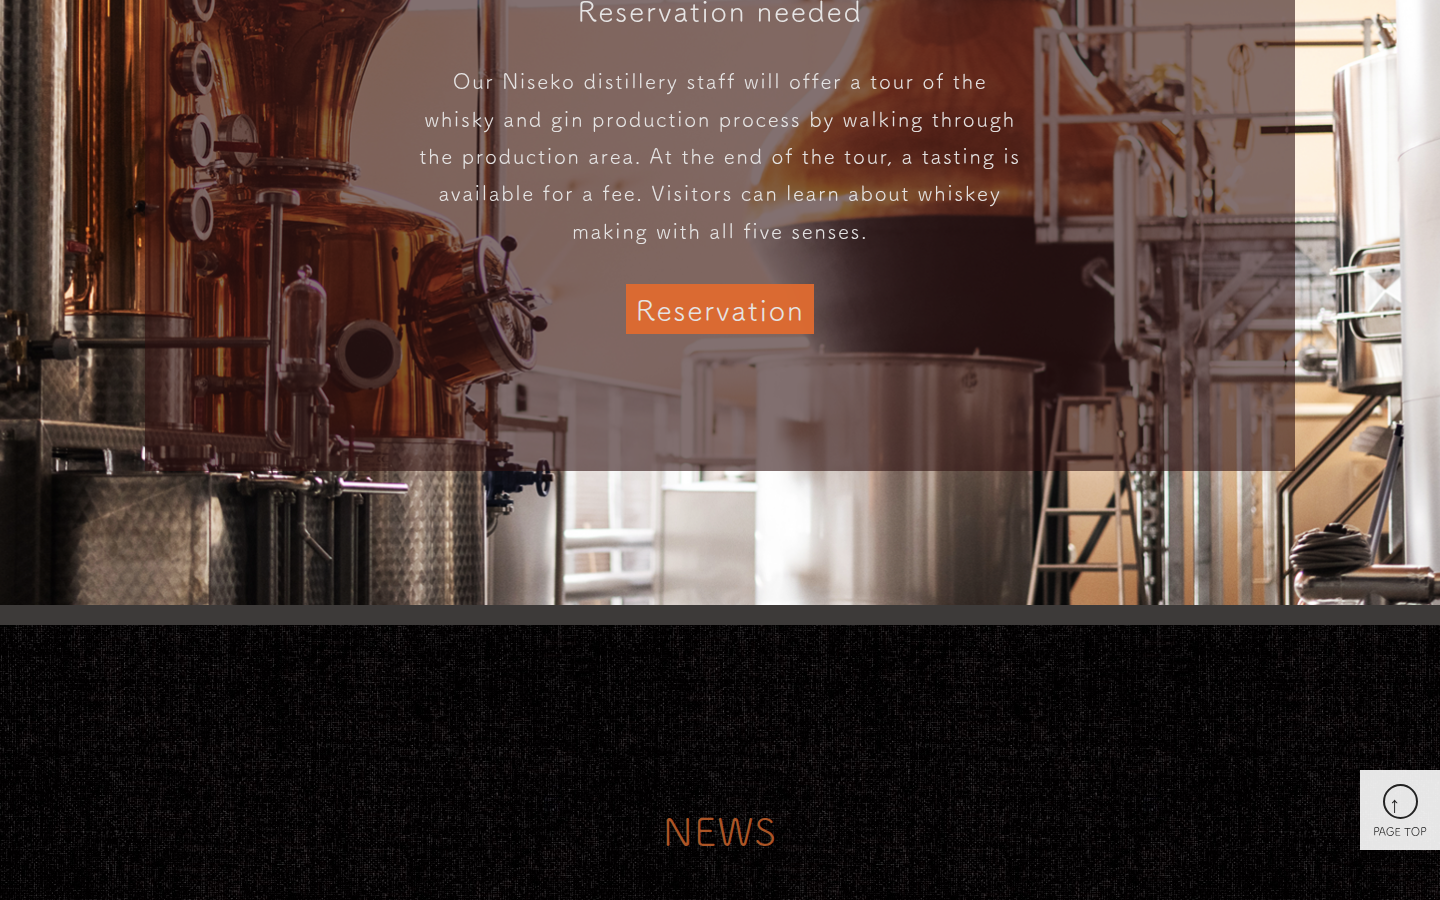 Reservation needed
Our Niseko distillery staff will offer a tour of the
whisky and gin production process by walking through
the production area. At the end of the tour, a tasting is
available for a fee. Visitors can learn about whiskey
making with all five senses.
Reservation
NEWS
PAGE TOP